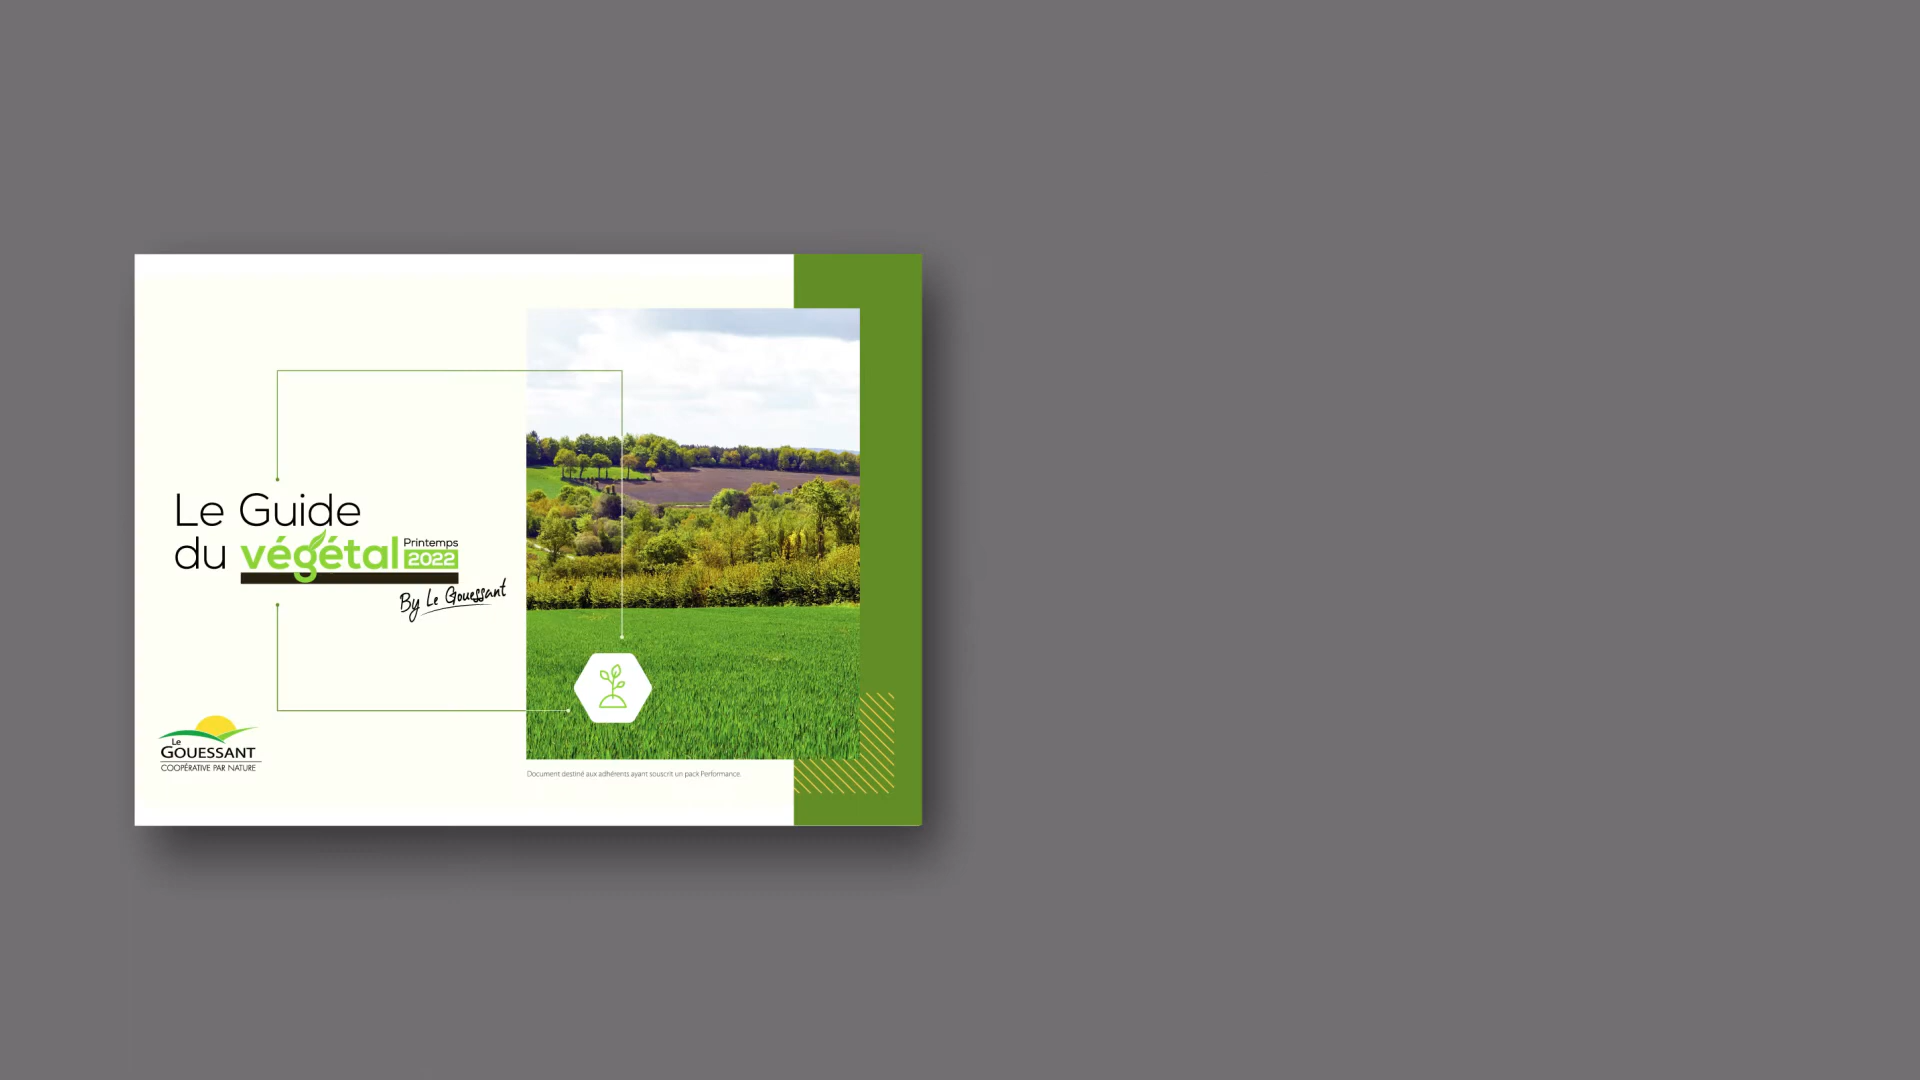 Le Guide
du végétal Printemps 2022
By Le Gouessant
Le
GOUESSANT
COOPÉRATIVE PAR NATURE
Document destiné aux adhérents ayant souscrit un pack Performance.